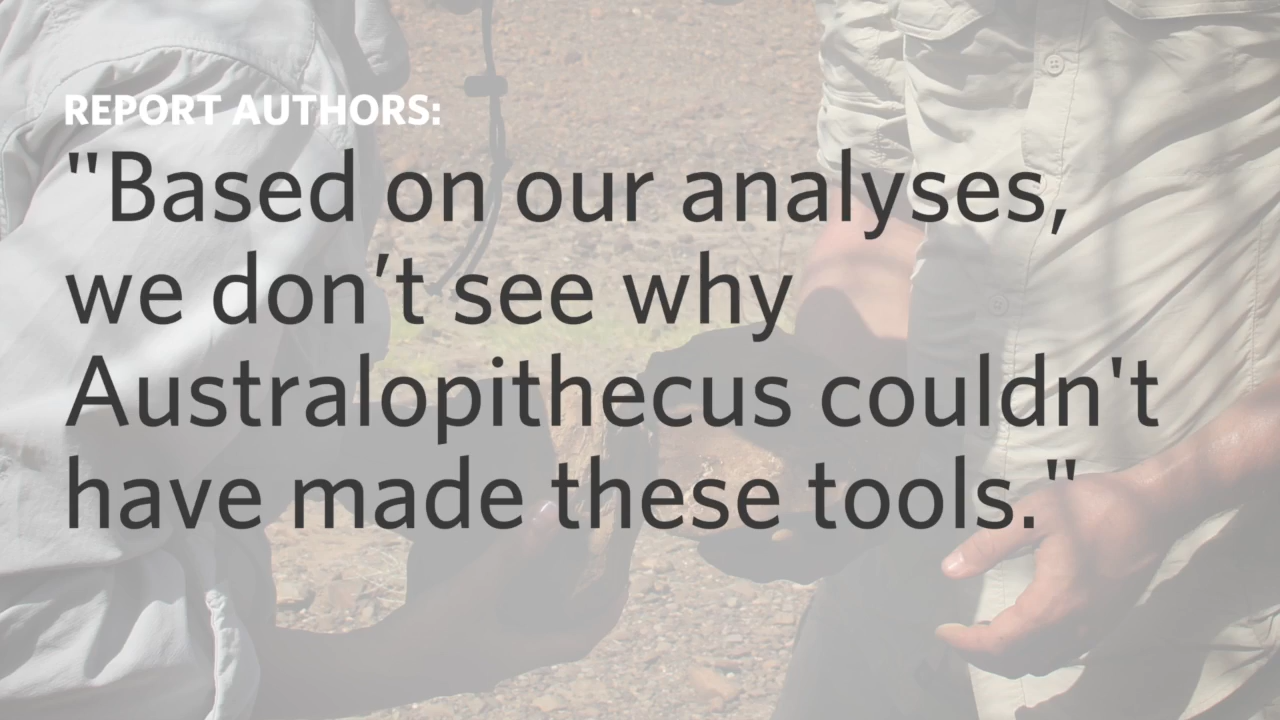 REPORT AUTHORS:
"Based on our analyses,
we don’t see why
Australopithecus couldn't
have made these tools."